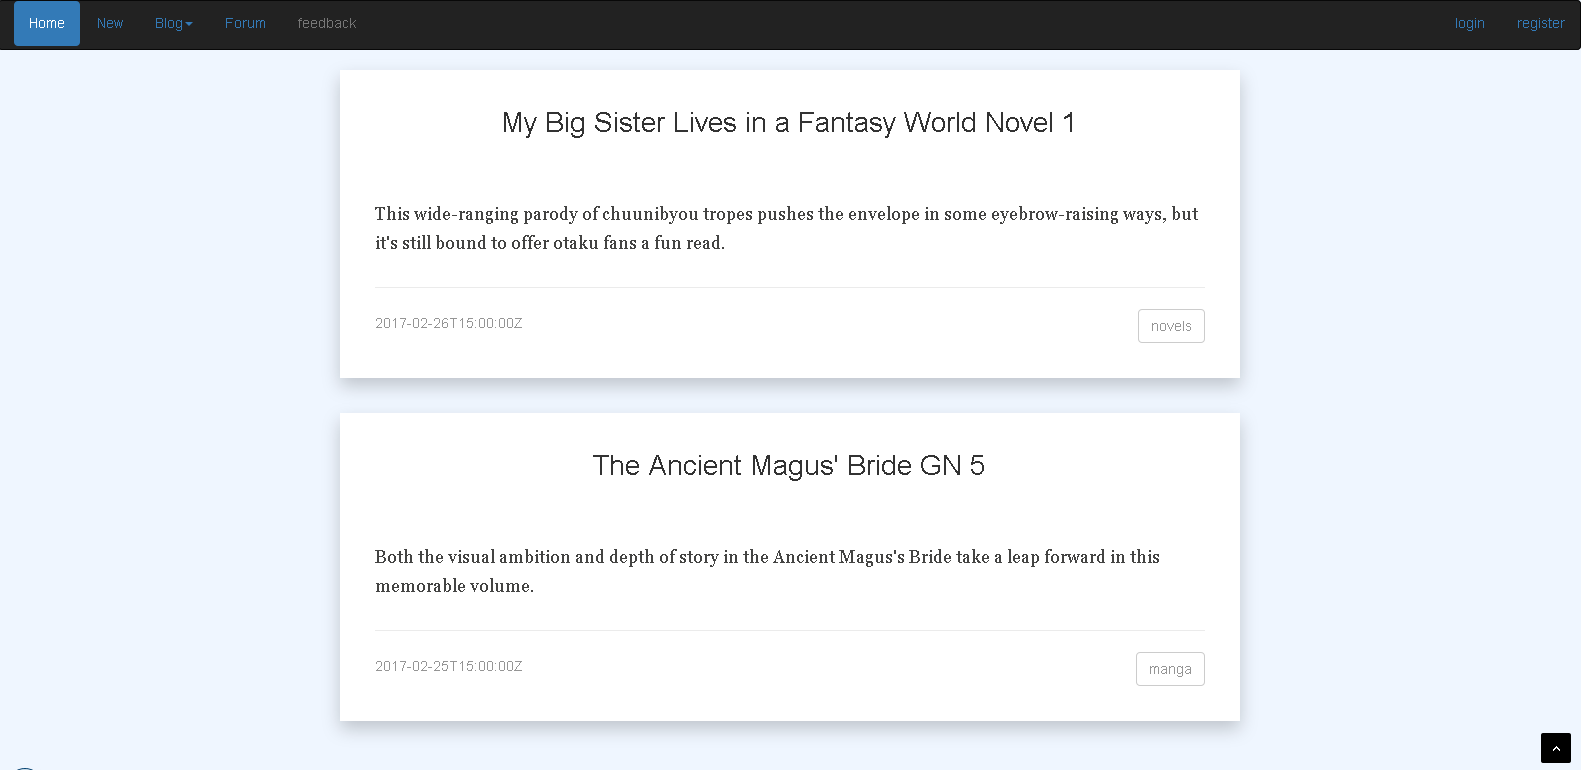 Home New Blog Forum feedback login register
My Big Sister Lives in a Fantasy World Novel 1
This wide-ranging parody of chuunibyou tropes pushes the envelope in some eyebrow-raising ways, but
it's still bound to offer otaku fans a fun read.
2017-02-26T15:00:00Z novels
The Ancient Magus' Bride GN 5
Both the visual ambition and depth of story in the Ancient Magus's Bride take a leap forward in this
memorable volume.
2017-02-25T15:00:00Z manga